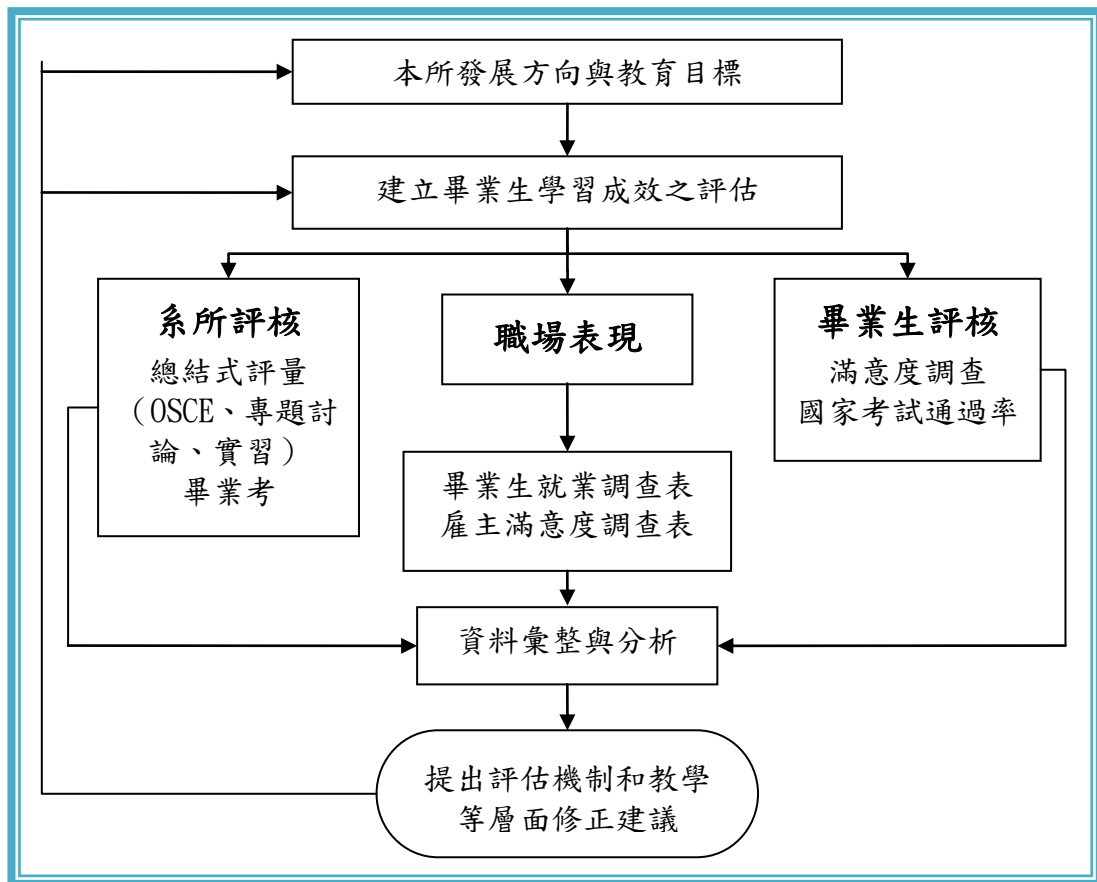 本所發展方向與教育目標
建立畢業生學習成效之評估
系所評核
總結式評量
（OSCE、專題討
論、實習）
畢業考
職場表現
畢業生評核
滿意度調查
國家考試通過率
畢業生就業調查表
雇主滿意度調查表
資料彙整與分析
提出評估機制和教學
等層面修正建議